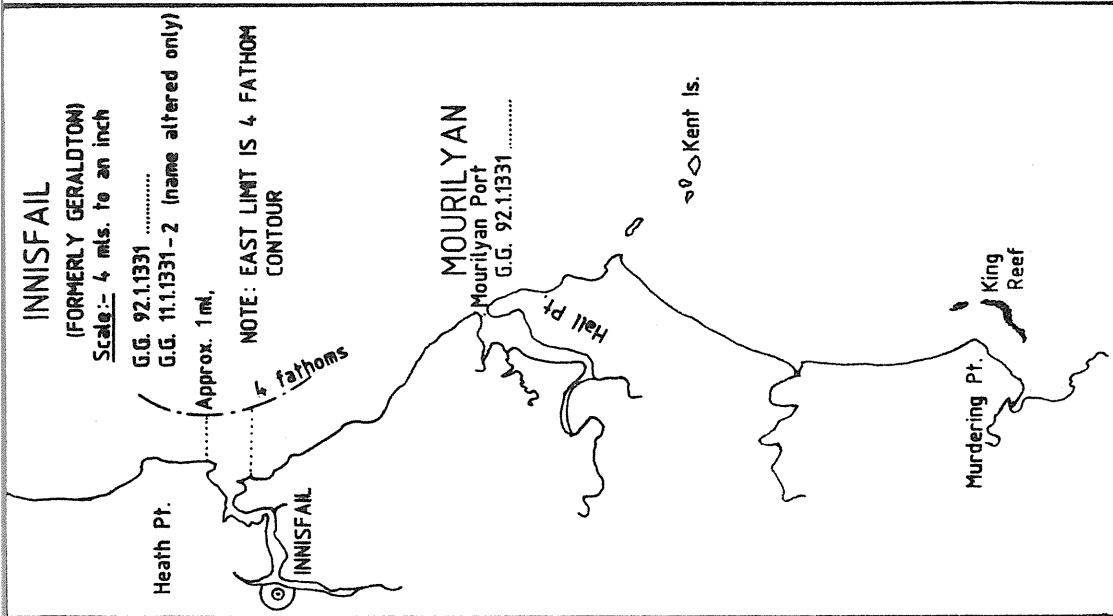 INNISFAIL
(FORMERLY GERALDTON)
Scale:- 4 mls. to an inch
G.G. 92.1.1331 ..............
G.G. 11.1.1331-2 (name altered only)
Approx. 1 ml,
NOTE: EAST LIMIT IS 4 FATHOM
CONTOUR
4 fathoms
Heath Pt.
INNISFAIL
MOURILYAN
Mourilyan Port
G.G. 92.1.1331 ..............
Hall Pt.
Kent Is.
King
Reef
Murdering Pt.